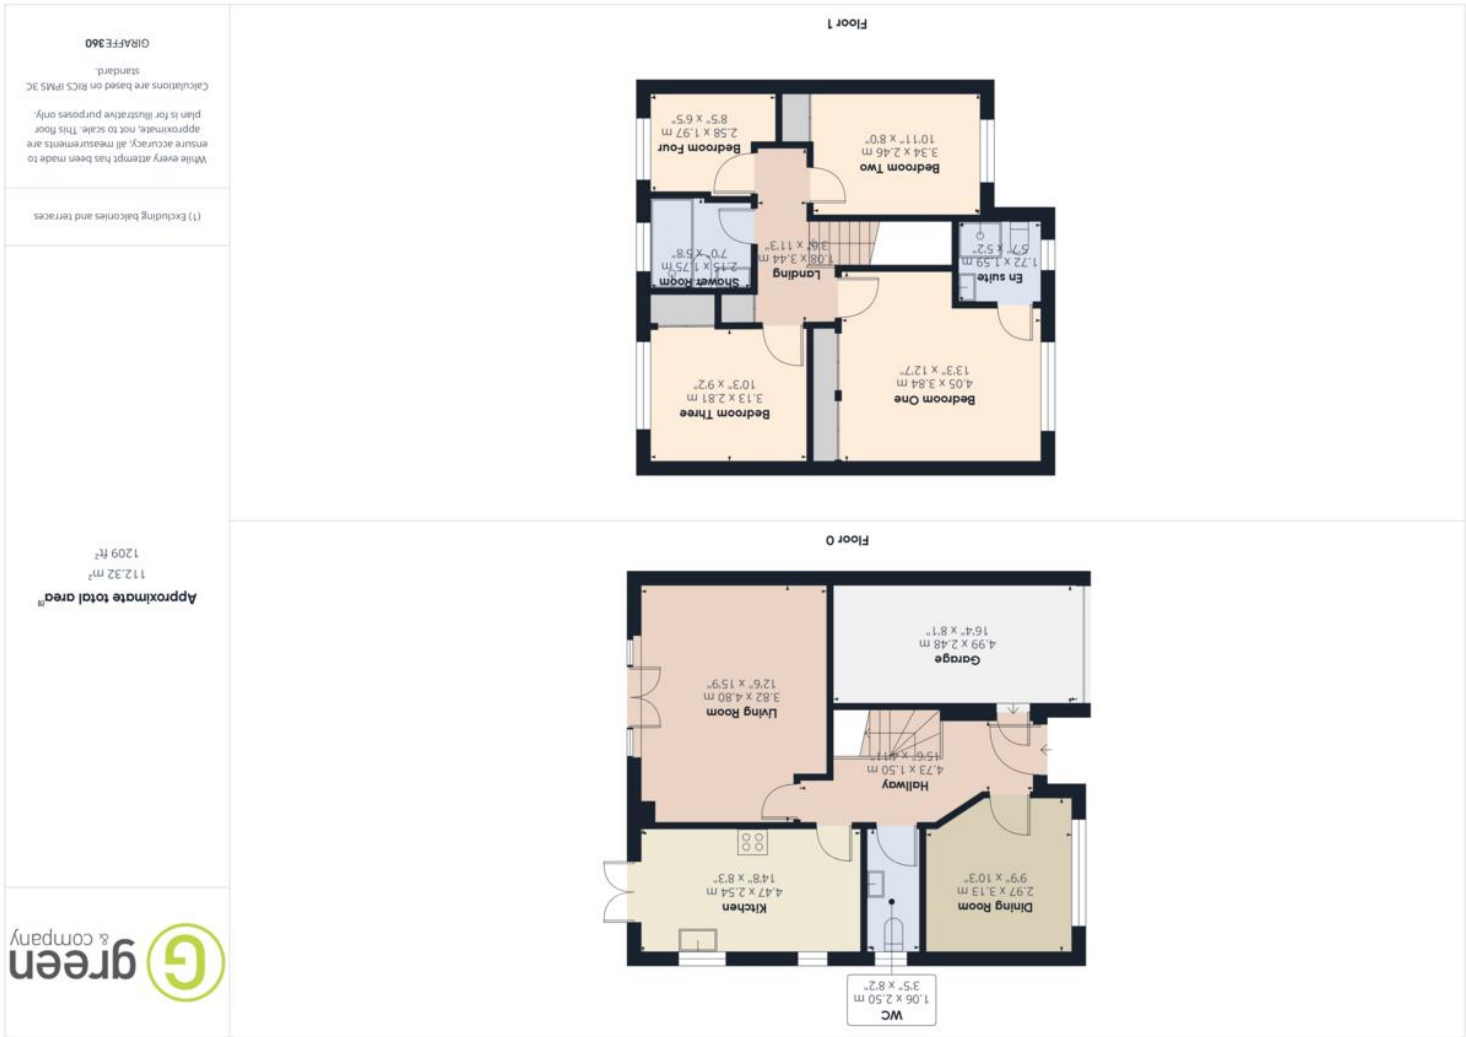 green
& company
Approximate total area⁽¹⁾
112.32 m²
1209 ft²
(1) Excluding balconies and terraces
While every attempt has been made to
ensure accuracy, all measurements are
approximate, not to scale. This floor
plan is for illustrative purposes only.
Calculations are based on RICS IPMS 3C
standard.
GIRAFFE360
WC
1.06 x 2.50 m
3'5" x 8'2"
Dining Room
2.97 x 3.13 m
9'9" x 10'3"
Kitchen
4.47 x 2.54 m
14'8" x 8'3"
Hallway
4.73 x 1.50 m
15'6" x 4'11"
Living Room
3.82 x 4.80 m
12'6" x 15'9"
Garage
4.99 x 2.48 m
16'4" x 8'1"
Floor 0
Bedroom One
4.05 x 3.84 m
13'3" x 12'7"
Bedroom Three
3.13 x 2.81 m
10'3" x 9'2"
En suite
1.72 x 1.59 m
5'7" x 5'2"
Landing
1.08 x 3.44 m
3'6" x 11'3"
Shower Room
2.15 x 1.75 m
7'0" x 5'8"
Bedroom Two
3.34 x 2.46 m
10'11" x 8'0"
Bedroom Four
2.58 x 1.97 m
8'5" x 6'5"
Floor 1